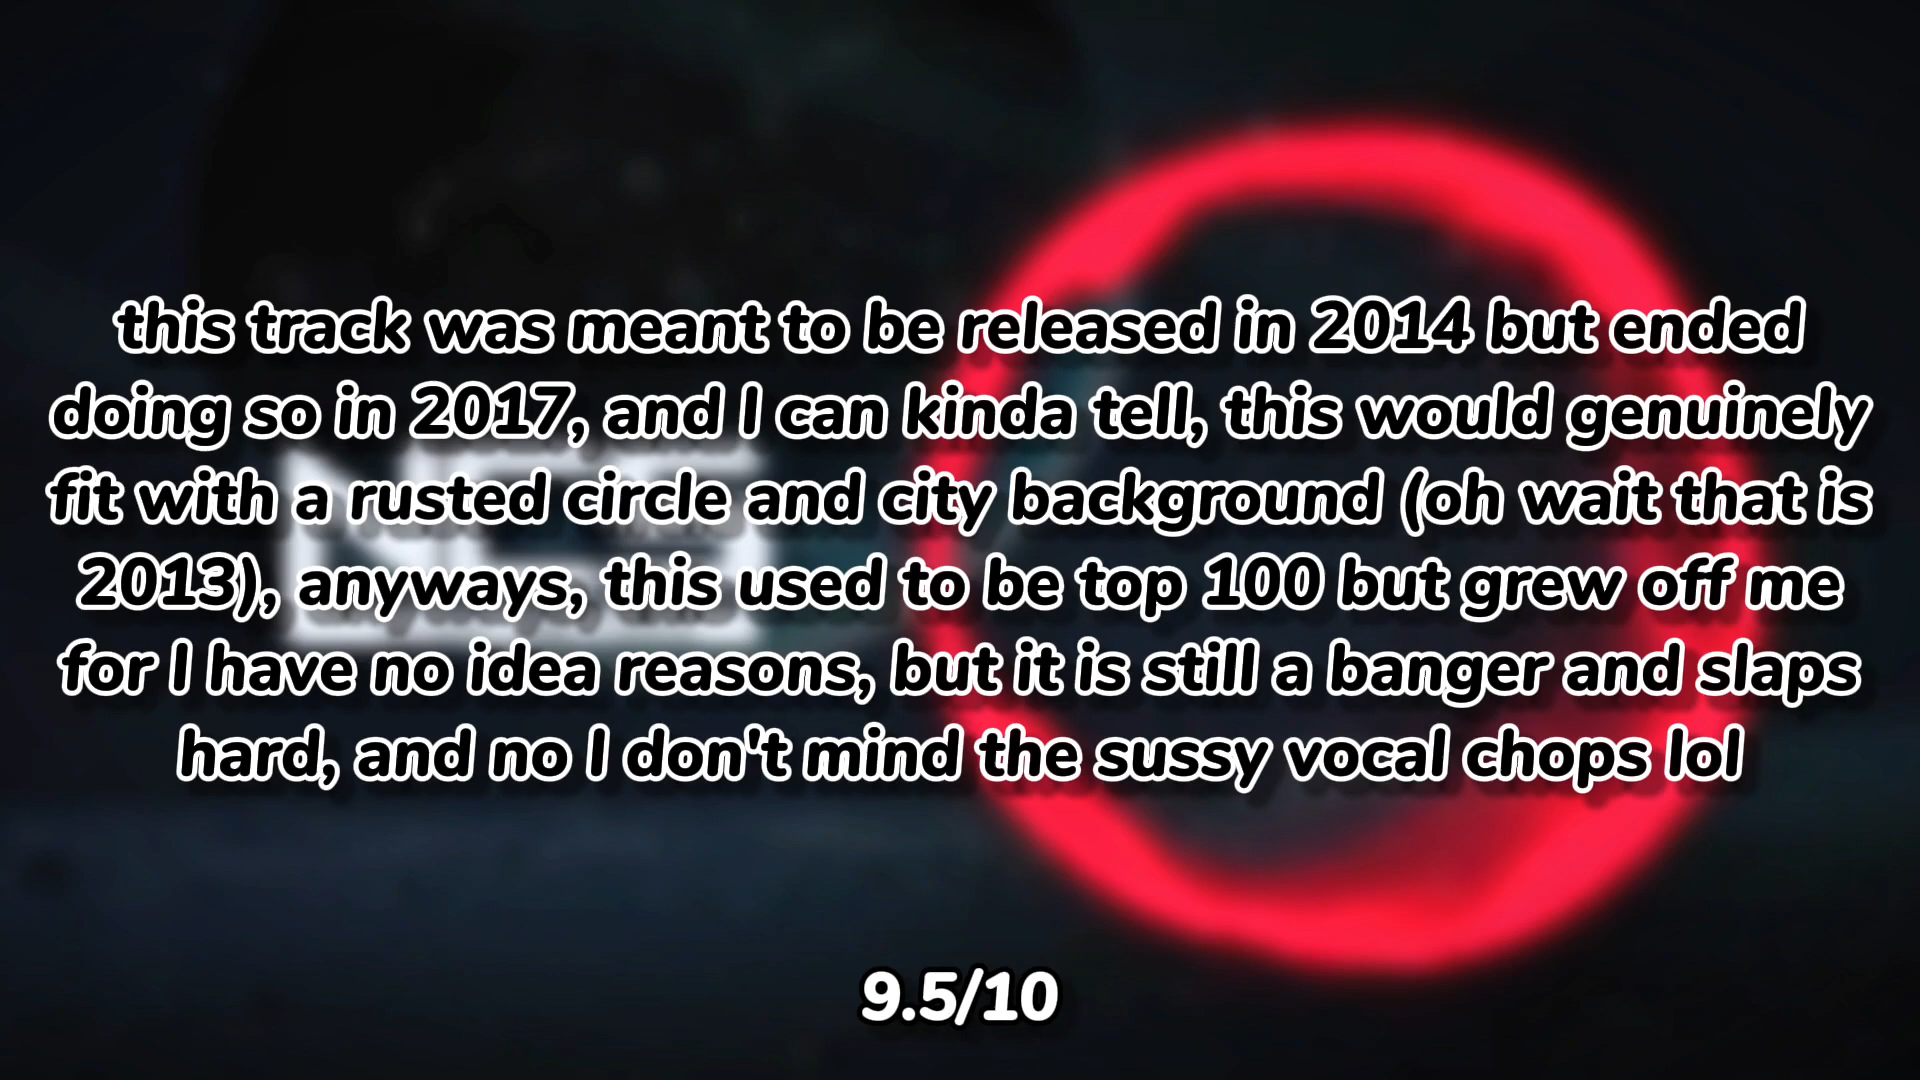 this track was meant to be released in 2014 but ended
doing so in 2017, and I can kinda tell, this would genuinely
fit with a rusted circle and city background (oh wait that is
2013), anyways, this used to be top 100 but grew off me
for I have no idea reasons, but it is still a banger and slaps
hard, and no I don't mind the sussy vocal chops lol
NCS
9.5/10